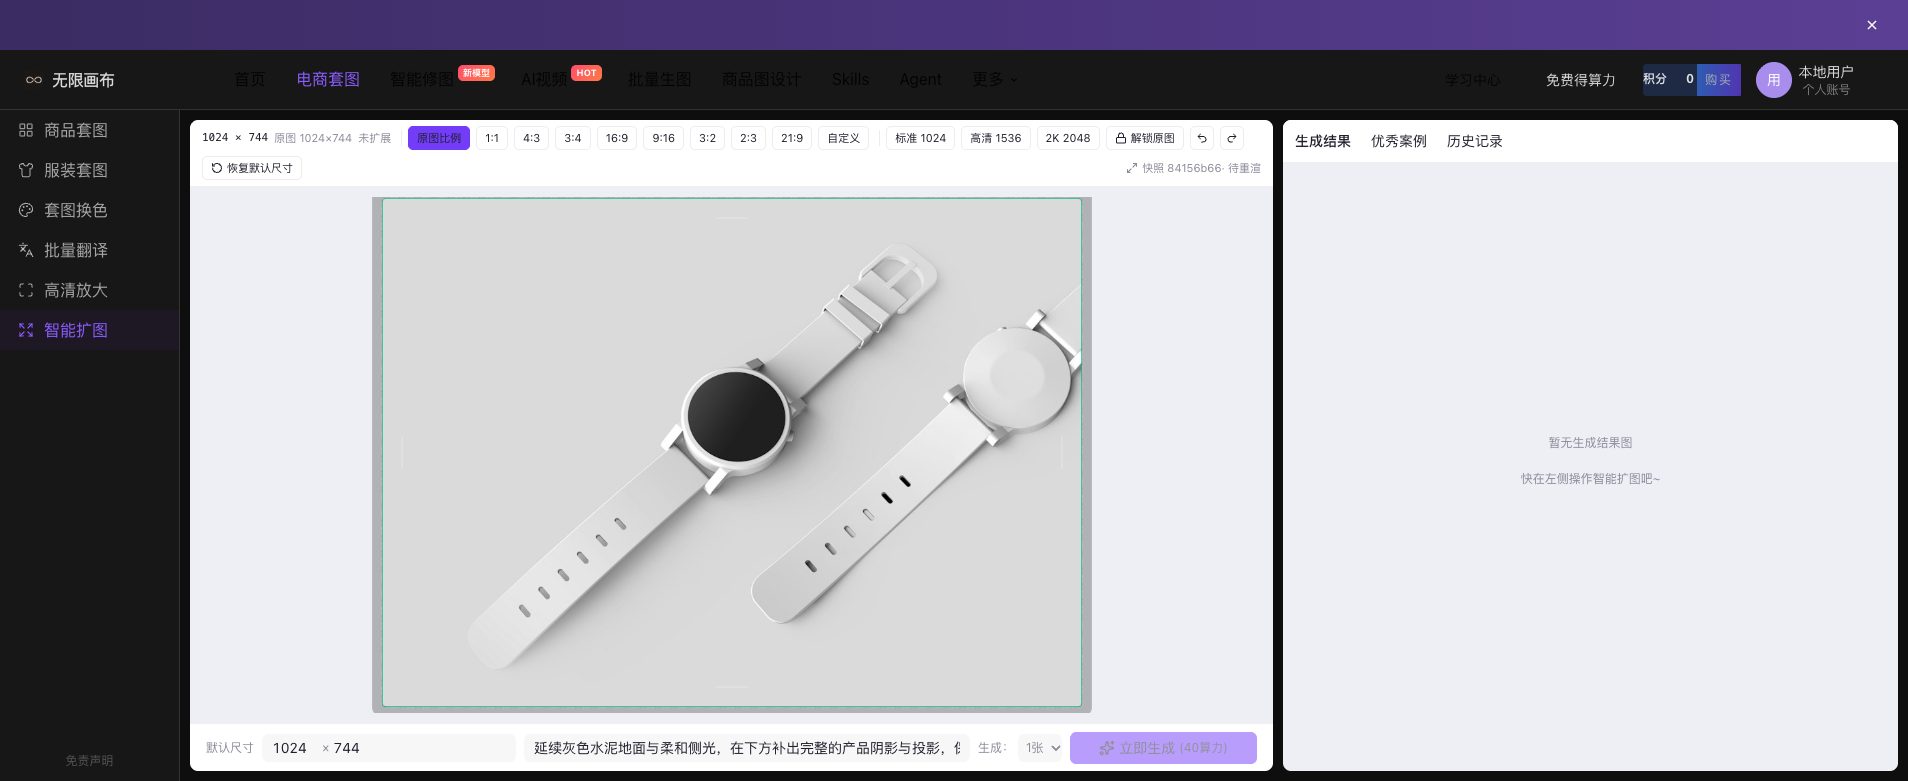 ×
无限画布 首页 电商套图 智能修图 新模型 AI视频 HOT 批量生图 商品图设计 Skills Agent 更多 学习中心 免费得算力 积分 0 购买 用 本地用户
个人账号
商品套图
服装套图
套图换色
批量翻译
高清放大
智能扩图
免责声明
1024 × 744 原图 1024×744 未扩展 原图比例 1:1 4:3 3:4 16:9 9:16 3:2 2:3 21:9 自定义 标准 1024 高清 1536 2K 2048 解锁原图
恢复默认尺寸 快照 84156b66· 待重渲
默认尺寸 1024 × 744 延续灰色水泥地面与柔和侧光，在下方补出完整的产品阴影与投影， 生成： 1张 立即生成 (40算力)
生成结果 优秀案例 历史记录
暂无生成结果图
快在左侧操作智能扩图吧~